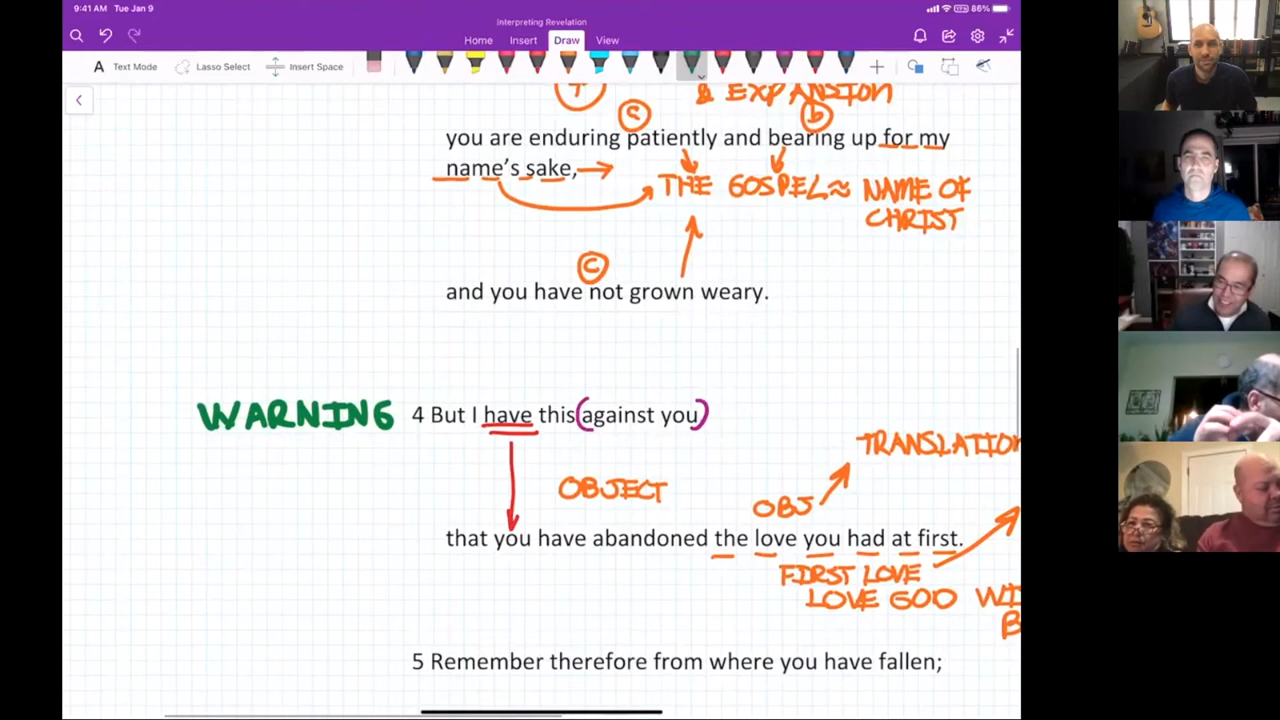 9:41 AM Tue Jan 9
86%
Interpreting Revelation
Home Insert Draw View
A Text Mode Lasso Select Insert Space
& EXPANSION
C b
you are enduring patiently and bearing up for my
name's sake,
THE GOSPEL ≈ NAME OF
CHRIST
C
and you have not grown weary.
WARNING 4 But I have this (against you)
TRANSLATION
OBJECT
OBJ
that you have abandoned the love you had at first.
FIRST LOVE
LOVE GOD
5 Remember therefore from where you have fallen;